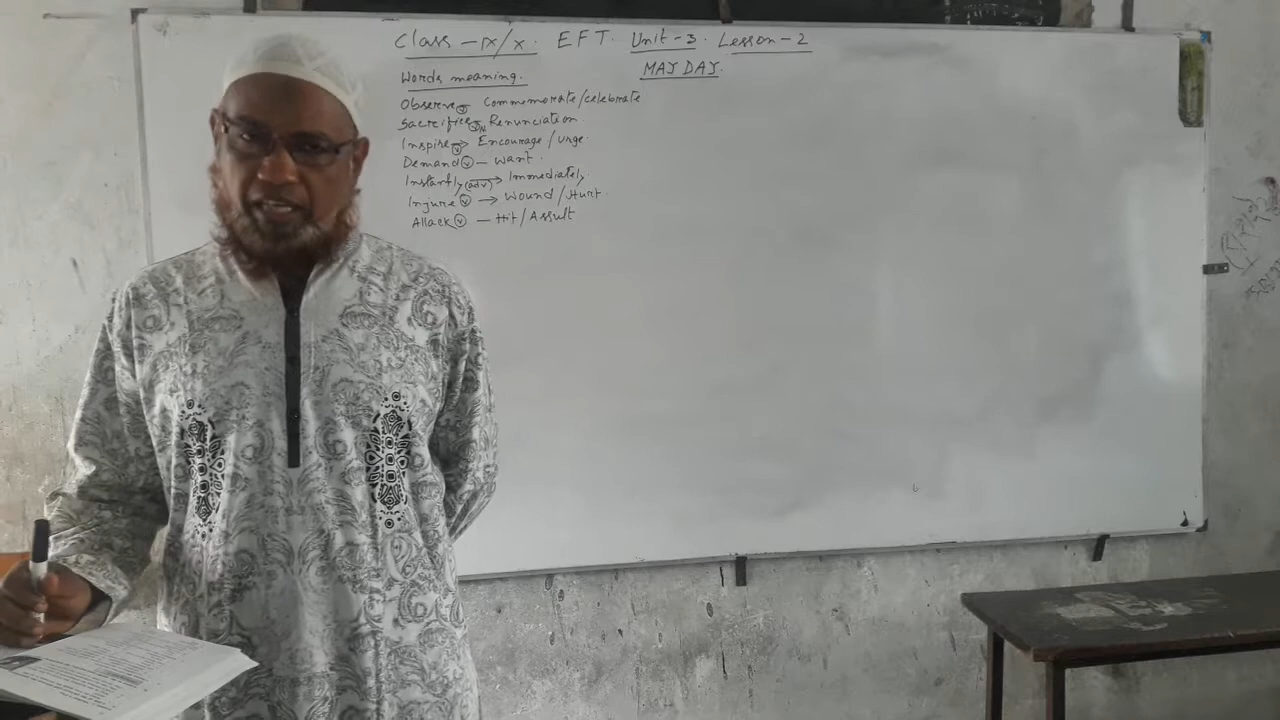 Class - IX/X. EFT. Unit-3. Lesson-2
Words meaning. MAY DAY.
Observe (v) → Commemorate/celebrate
Sacrifice (N) → Renunciation.
Inspire (v) → Encourage / Urge.
Demand (v) — Want.
Instantly (adv) → Immediately.
Injure (v) → Wound / Hurt.
Attack (v) — Hit / Assult